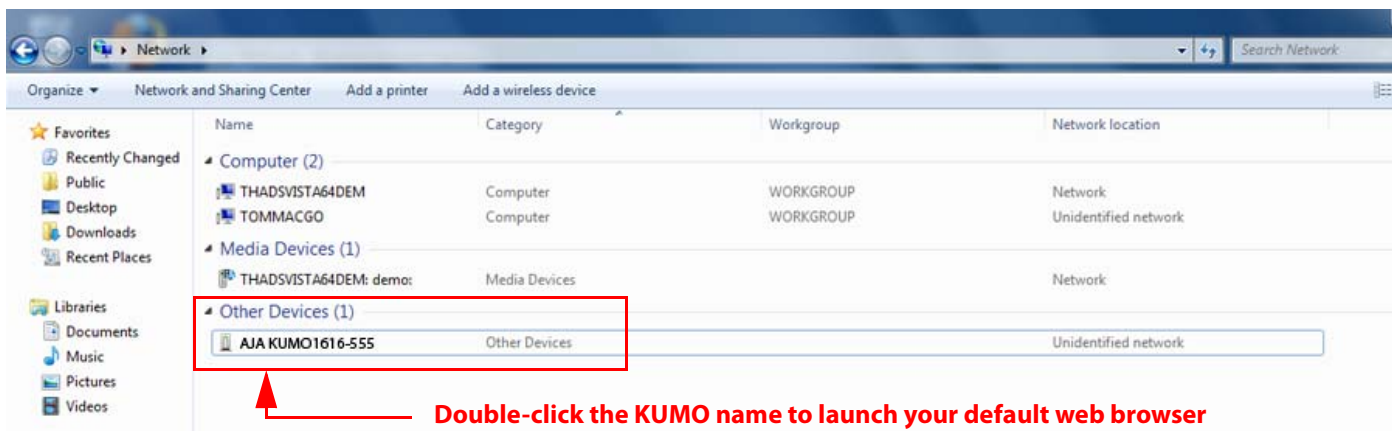 Network
Search Network
Organize Network and Sharing Center Add a printer Add a wireless device
Favorites
Recently Changed
Public
Desktop
Downloads
Recent Places
Libraries
Documents
Music
Pictures
Videos
Name Category Workgroup Network location
Computer (2)
THADSVISTA64DEM Computer WORKGROUP Network
TOMMACGO Computer WORKGROUP Unidentified network
Media Devices (1)
THADSVISTA64DEM: demo: Media Devices Network
Other Devices (1)
AJA KUMO1616-555 Other Devices Unidentified network
Double-click the KUMO name to launch your default web browser